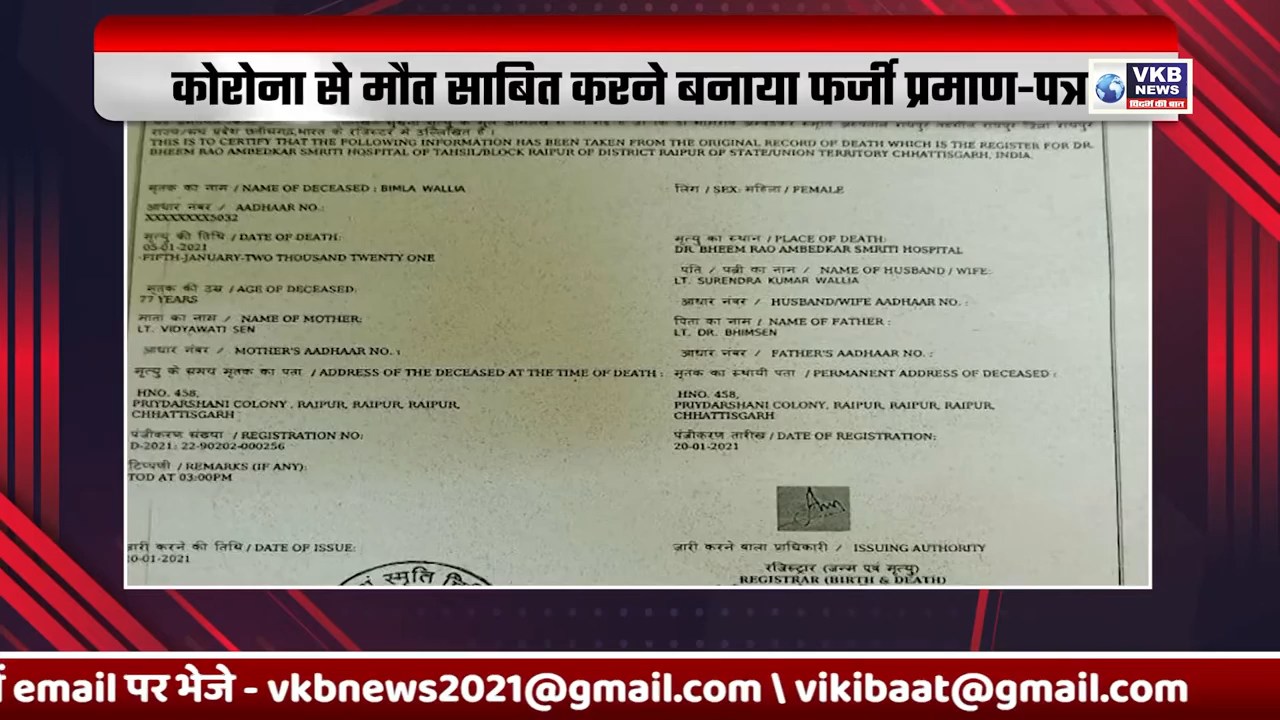 कोरोना से मौत साबित करने बनाया फर्जी प्रमाण-पत्र
VKB
NEWS
विदर्भ की बात
THIS IS TO CERTIFY THAT THE FOLLOWING INFORMATION HAS BEEN TAKEN FROM THE ORIGINAL RECORD OF DEATH WHICH IS THE REGISTER FOR DR.
BHEEM RAO AMBEDKAR SMRITI HOSPITAL OF TAHSIL/BLOCK RAIPUR OF DISTRICT RAIPUR OF STATE/UNION TERRITORY CHHATTISGARH, INDIA.
मृतक का नाम / NAME OF DECEASED : BIMLA WALLIA
लिंग / SEX: महिला / FEMALE
आधार नंबर / AADHAAR NO.:
XXXXXXXX5032
मृत्यु की तिथि / DATE OF DEATH:
05-01-2021
FIFTH-JANUARY-TWO THOUSAND TWENTY ONE
मृत्यु का स्थान / PLACE OF DEATH:
DR. BHEEM RAO AMBEDKAR SMRITI HOSPITAL
पति / पत्नी का नाम / NAME OF HUSBAND / WIFE:
LT. SURENDRA KUMAR WALLIA
मृतक की उम्र / AGE OF DECEASED:
77 YEARS
आधार नंबर / HUSBAND/WIFE AADHAAR NO. :
माता का नाम / NAME OF MOTHER:
LT. VIDYAWATI SEN
पिता का नाम / NAME OF FATHER :
LT. DR. BHIMSEN
आधार नंबर / MOTHER'S AADHAAR NO. :
आधार नंबर / FATHER'S AADHAAR NO. :
मृत्यु के समय मृतक का पता / ADDRESS OF THE DECEASED AT THE TIME OF DEATH :
मृतक का स्थायी पता / PERMANENT ADDRESS OF DECEASED :
HNO. 458,
PRIYDARSHANI COLONY , RAIPUR, RAIPUR, RAIPUR,
CHHATTISGARH
HNO. 458,
PRIYDARSHANI COLONY, RAIPUR, RAIPUR, RAIPUR,
CHHATTISGARH
पंजीकरण संख्या / REGISTRATION NO:
D-2021: 22-90202-000256
पंजीकरण तारीख / DATE OF REGISTRATION:
20-01-2021
टिप्पणी / REMARKS (IF ANY):
TOD AT 03:00PM
जारी करने की तिथि / DATE OF ISSUE:
0-01-2021
जारी करने वाला प्राधिकारी / ISSUING AUTHORITY
रजिस्ट्रार (जन्म एवं मृत्यु)
REGISTRAR (BIRTH & DEATH)
स्मृति
email पर भेजे - vkbnews2021@gmail.com \ vikibaat@gmail.com